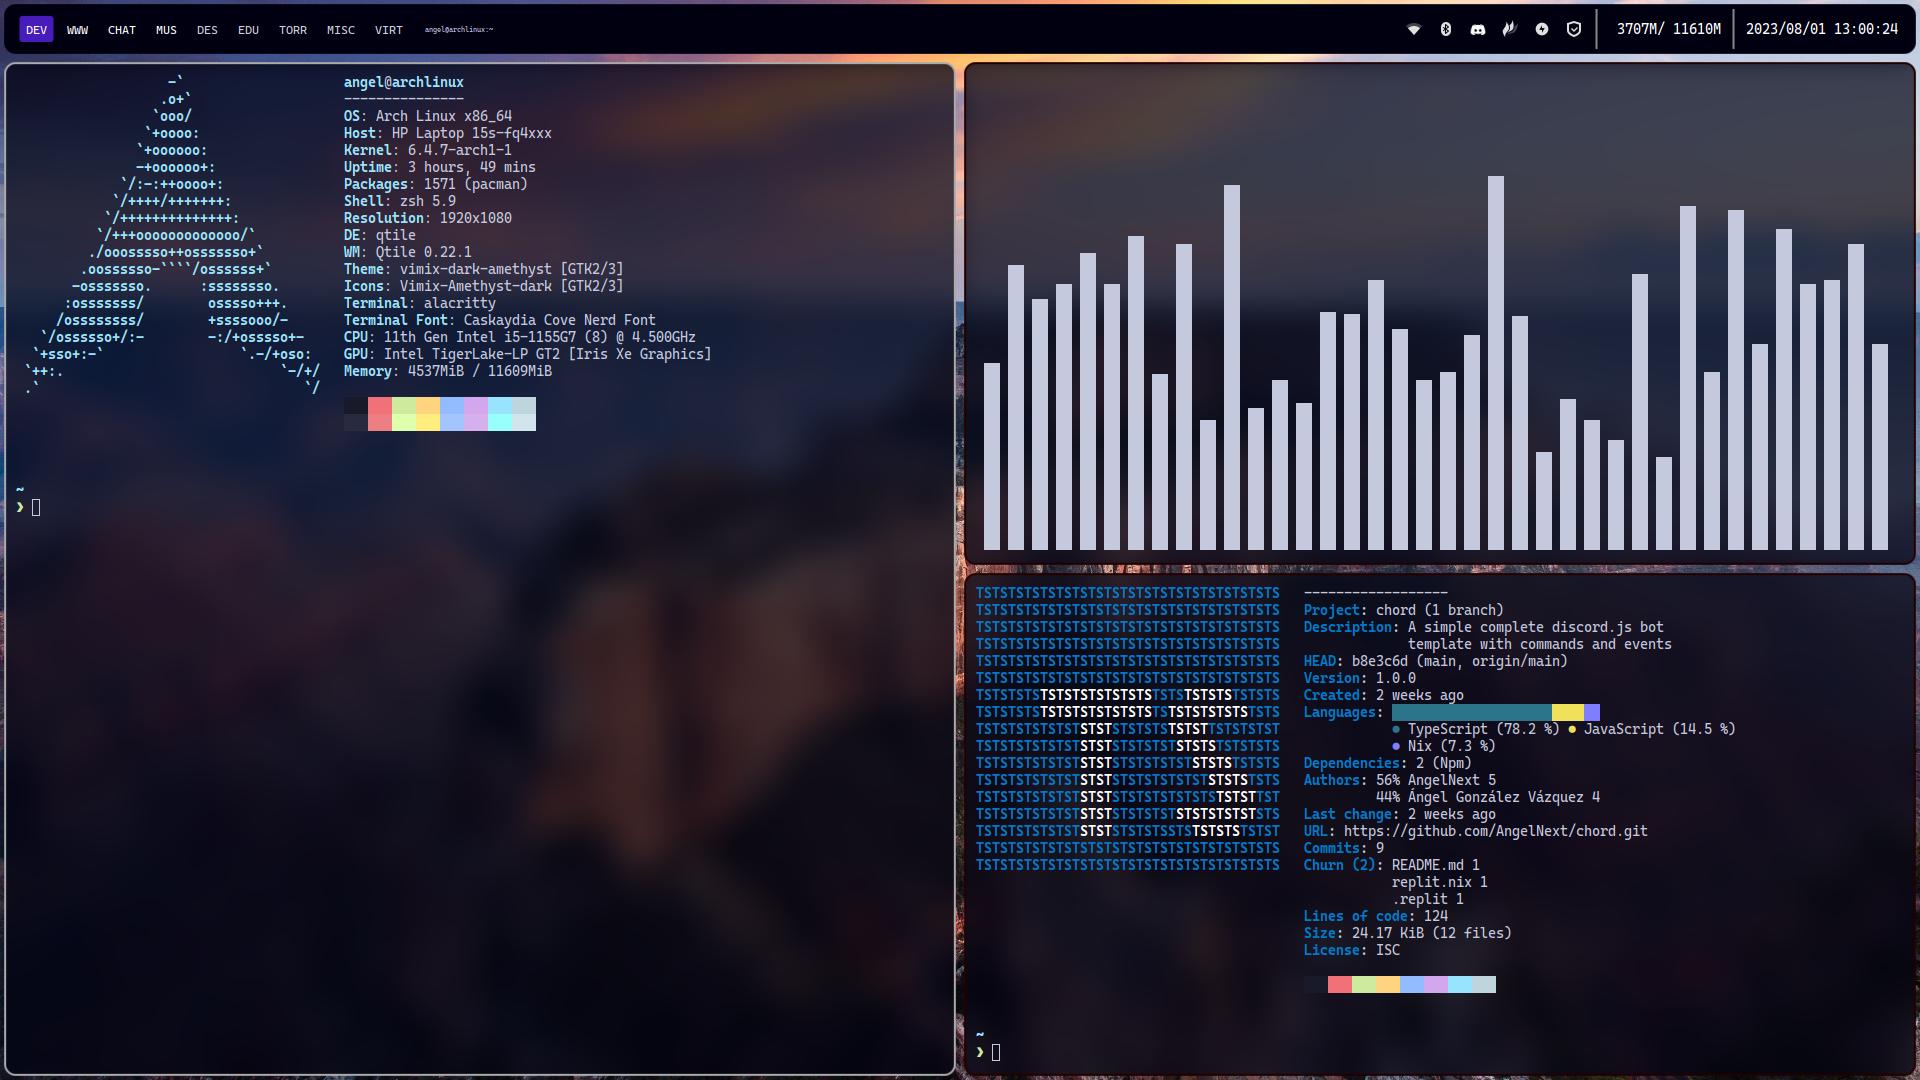 DEV WWW CHAT MUS DES EDU TORR MISC VIRT angel@archlinux:~
3707M/ 11610M 2023/08/01 13:00:24
angel@archlinux
---------------
OS: Arch Linux x86_64
Host: HP Laptop 15s-fq4xxx
Kernel: 6.4.7-arch1-1
Uptime: 3 hours, 49 mins
Packages: 1571 (pacman)
Shell: zsh 5.9
Resolution: 1920x1080
DE: qtile
WM: Qtile 0.22.1
Theme: vimix-dark-amethyst [GTK2/3]
Icons: Vimix-Amethyst-dark [GTK2/3]
Terminal: alacritty
Terminal Font: Caskaydia Cove Nerd Font
CPU: 11th Gen Intel i5-1155G7 (8) @ 4.500GHz
GPU: Intel TigerLake-LP GT2 [Iris Xe Graphics]
Memory: 4537MiB / 11609MiB
~
❯
------------------
Project: chord (1 branch)
Description: A simple complete discord.js bot
template with commands and events
HEAD: b8e3c6d (main, origin/main)
Version: 1.0.0
Created: 2 weeks ago
Languages:
● TypeScript (78.2 %) ● JavaScript (14.5 %)
● Nix (7.3 %)
Dependencies: 2 (Npm)
Authors: 56% AngelNext 5
44% Ángel González Vázquez 4
Last change: 2 weeks ago
URL: https://github.com/AngelNext/chord.git
Commits: 9
Churn (2): README.md 1
replit.nix 1
.replit 1
Lines of code: 124
Size: 24.17 KiB (12 files)
License: ISC
~
❯